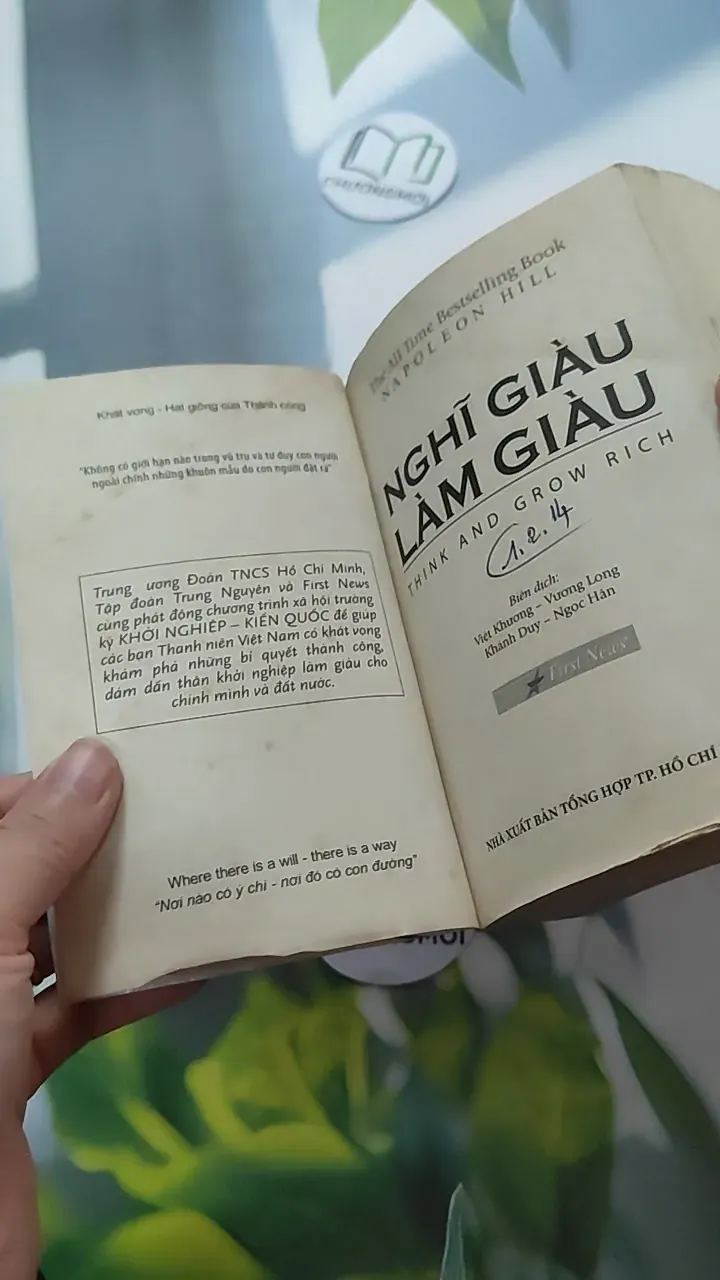 CHƯƠNGMỚI
Khát vọng - Hạt giống của Thành công
"Không có giới hạn nào trong vũ trụ và tư duy con người
ngoài chính những khuôn mẫu do con người đặt ra"
Trung ương Đoàn TNCS Hồ Chí Minh,
Tập đoàn Trung Nguyên và First News
cùng phát động chương trình xã hội trường
kỳ KHỞI NGHIỆP – KIẾN QUỐC để giúp
các bạn Thanh niên Việt Nam có khát vọng
khám phá những bí quyết thành công,
dám dấn thân khởi nghiệp làm giàu cho
chính mình và đất nước.
Where there is a will - there is a way
"Nơi nào có ý chí - nơi đó có con đường"
The All Time Bestselling Book
NAPOLEON HILL
NGHĨ GIÀU
LÀM GIÀU
THINK AND GROW RICH
1.2.14
Biên dịch:
Việt Khương – Vương Long
Khánh Duy – Ngọc Hân
First News
NHÀ XUẤT BẢN TỔNG HỢP TP. HỒ CHÍ